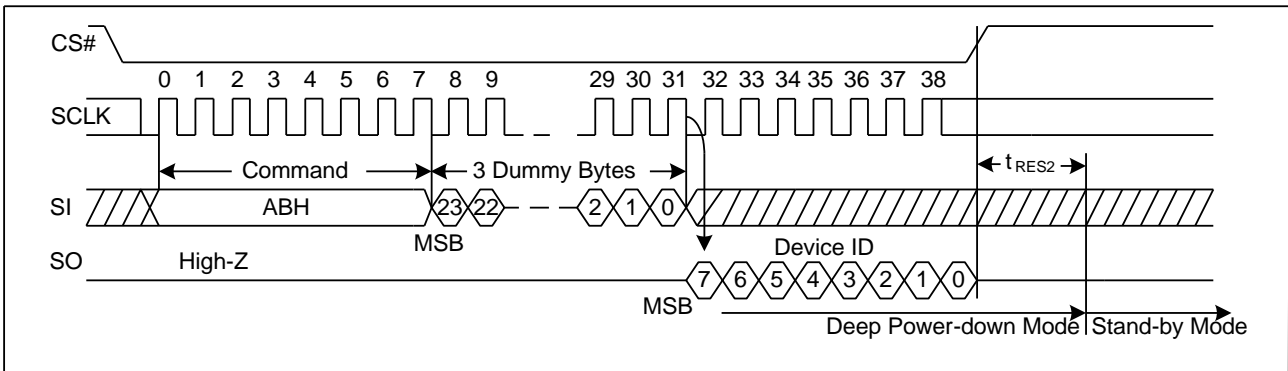 CS#
0 1 2 3 4 5 6 7 8 9 29 30 31 32 33 34 35 36 37 38
SCLK
Command 3 Dummy Bytes tRES2
SI ABH 23 22 2 1 0
MSB
SO High-Z Device ID
7 6 5 4 3 2 1 0
MSB
Deep Power-down Mode Stand-by Mode